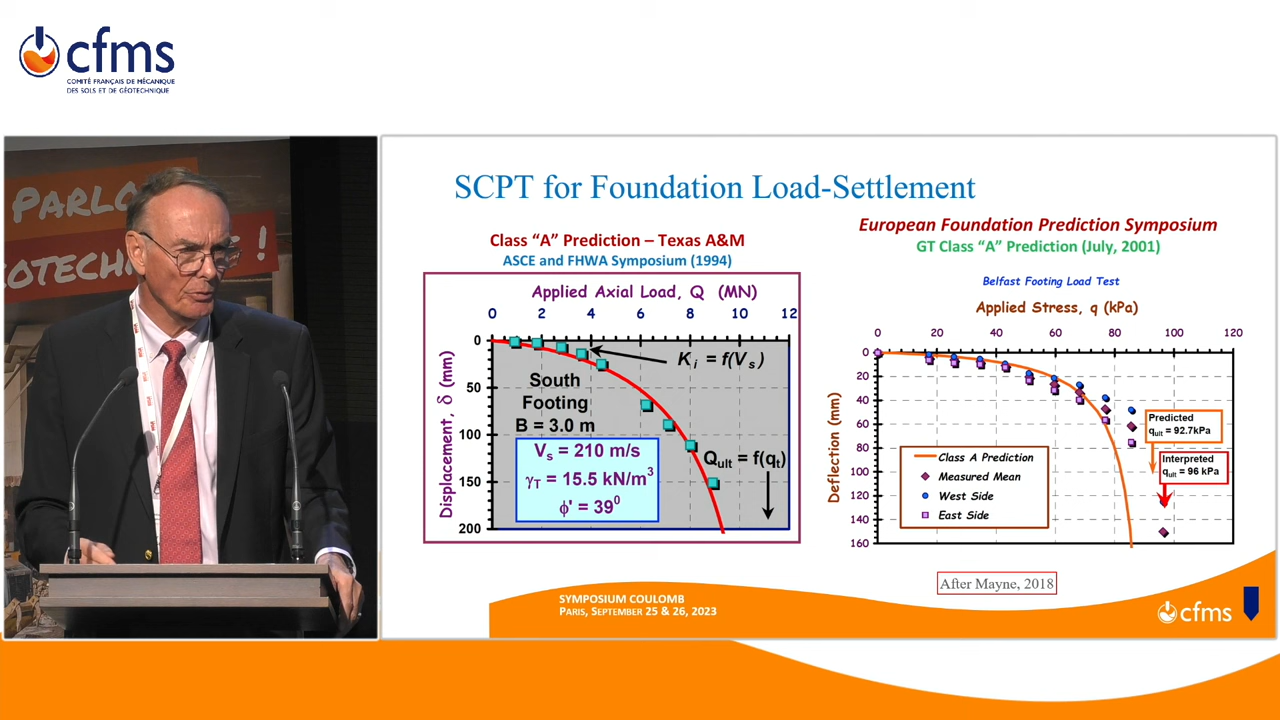 cfms
COMITÉ FRANÇAIS DE MÉCANIQUE
DES SOLS ET DE GÉOTECHNIQUE
PARLO
OTECH
!
SCPT for Foundation Load-Settlement
Class “A” Prediction – Texas A&M
ASCE and FHWA Symposium (1994)
Applied Axial Load, Q (MN)
0 2 4 6 8 10 12
0
50
100
150
200
Displacement, δ (mm)
K i = f(V s)
South
Footing
B = 3.0 m
Vs = 210 m/s
γT = 15.5 kN/m3
ϕ' = 390
Qult = f(qt)
European Foundation Prediction Symposium
GT Class “A” Prediction (July, 2001)
Belfast Footing Load Test
Applied Stress, q (kPa)
0 20 40 60 80 100 120
0
20
40
60
80
100
120
140
160
Deflection (mm)
Class A Prediction
Measured Mean
West Side
East Side
Predicted
qult = 92.7kPa
Interpreted
qult = 96 kPa
After Mayne, 2018
SYMPOSIUM COULOMB
PARIS, SEPTEMBER 25 & 26, 2023
cfms